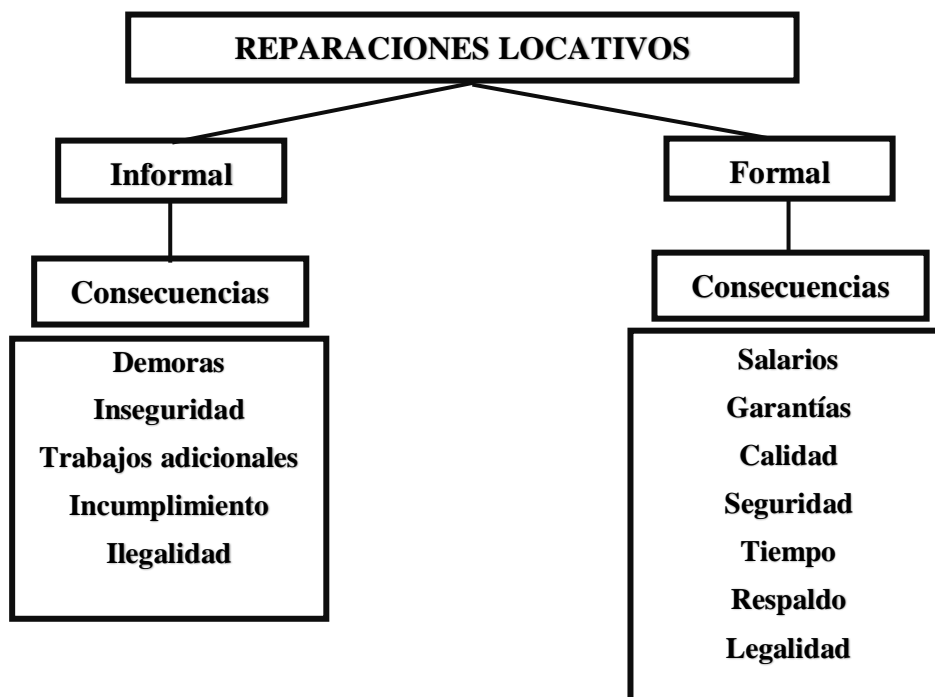 REPARACIONES LOCATIVOS
Informal
Formal
Consecuencias
Consecuencias
Demoras
Inseguridad
Trabajos adicionales
Incumplimiento
Ilegalidad
Salarios
Garantías
Calidad
Seguridad
Tiempo
Respaldo
Legalidad